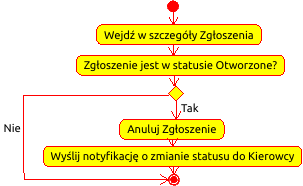 Wejdź w szczegóły Zgłoszenia
Zgłoszenie jest w statusie Otworzone?
Tak
Nie
Anuluj Zgłoszenie
Wyślij notyfikację o zmianie statusu do Kierowcy